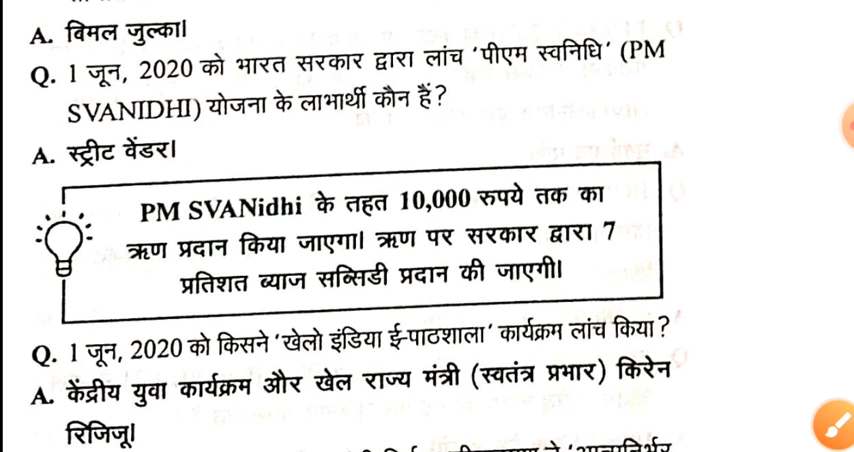 A. विमल जुल्का।
Q. 1 जून, 2020 को भारत सरकार द्वारा लांच ‘पीएम स्वनिधि’ (PM
SVANIDHI) योजना के लाभार्थी कौन हैं?
A. स्ट्रीट वेंडर।
PM SVANidhi के तहत 10,000 रुपये तक का
ऋण प्रदान किया जाएगा। ऋण पर सरकार द्वारा 7
प्रतिशत ब्याज सब्सिडी प्रदान की जाएगी।
Q. 1 जून, 2020 को किसने ‘खेलो इंडिया ई-पाठशाला’ कार्यक्रम लांच किया?
A. केंद्रीय युवा कार्यक्रम और खेल राज्य मंत्री (स्वतंत्र प्रभार) किरेन
रिजिजू।